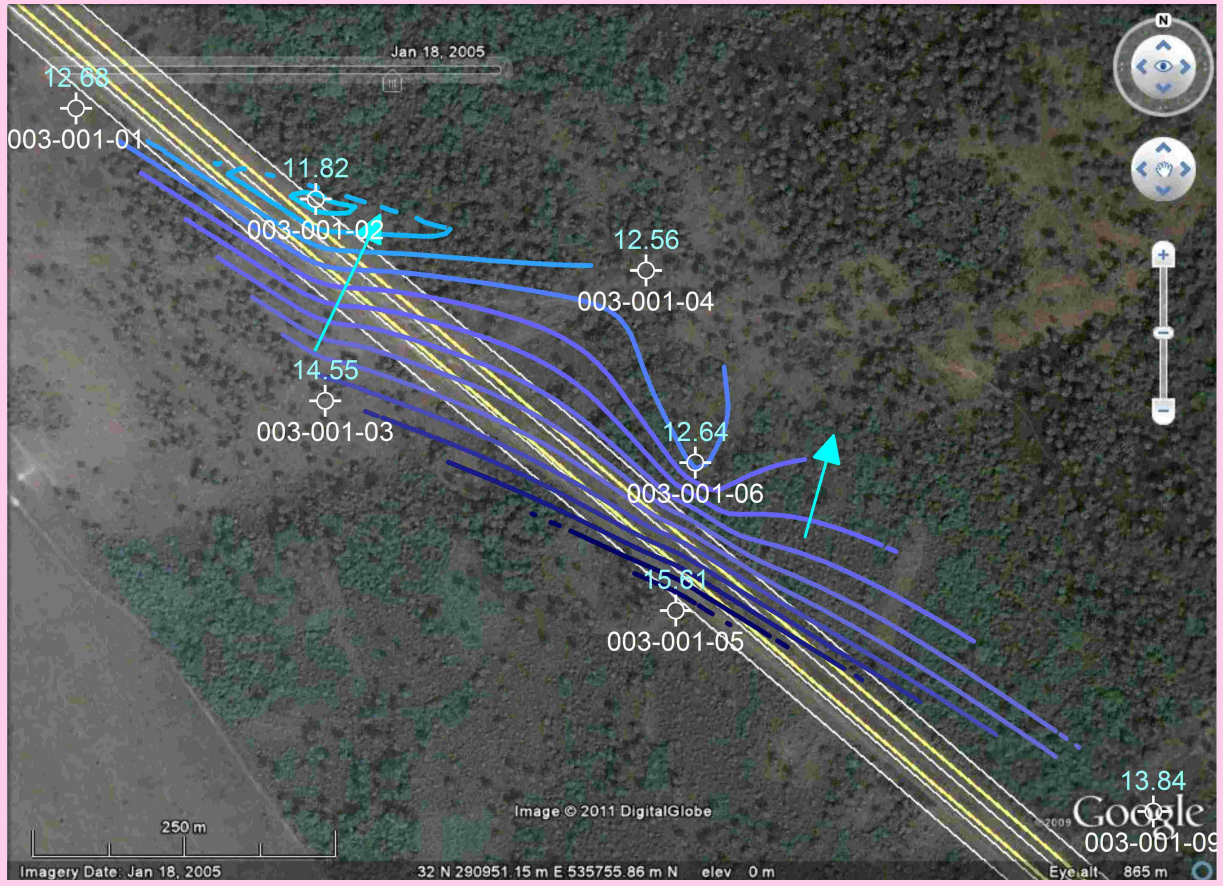 Jan 18, 2005
N
12.68
003-001-01
11.82
003-001-02
12.56
003-001-04
14.55
003-001-03
12.64
003-001-06
15.61
003-001-05
13.84
003-001-09
Image © 2011 DigitalGlobe
©2009 Google
250 m
Imagery Date: Jan 18, 2005
32 N 290951.15 m E 535755.86 m N elev 0 m
Eye alt 865 m